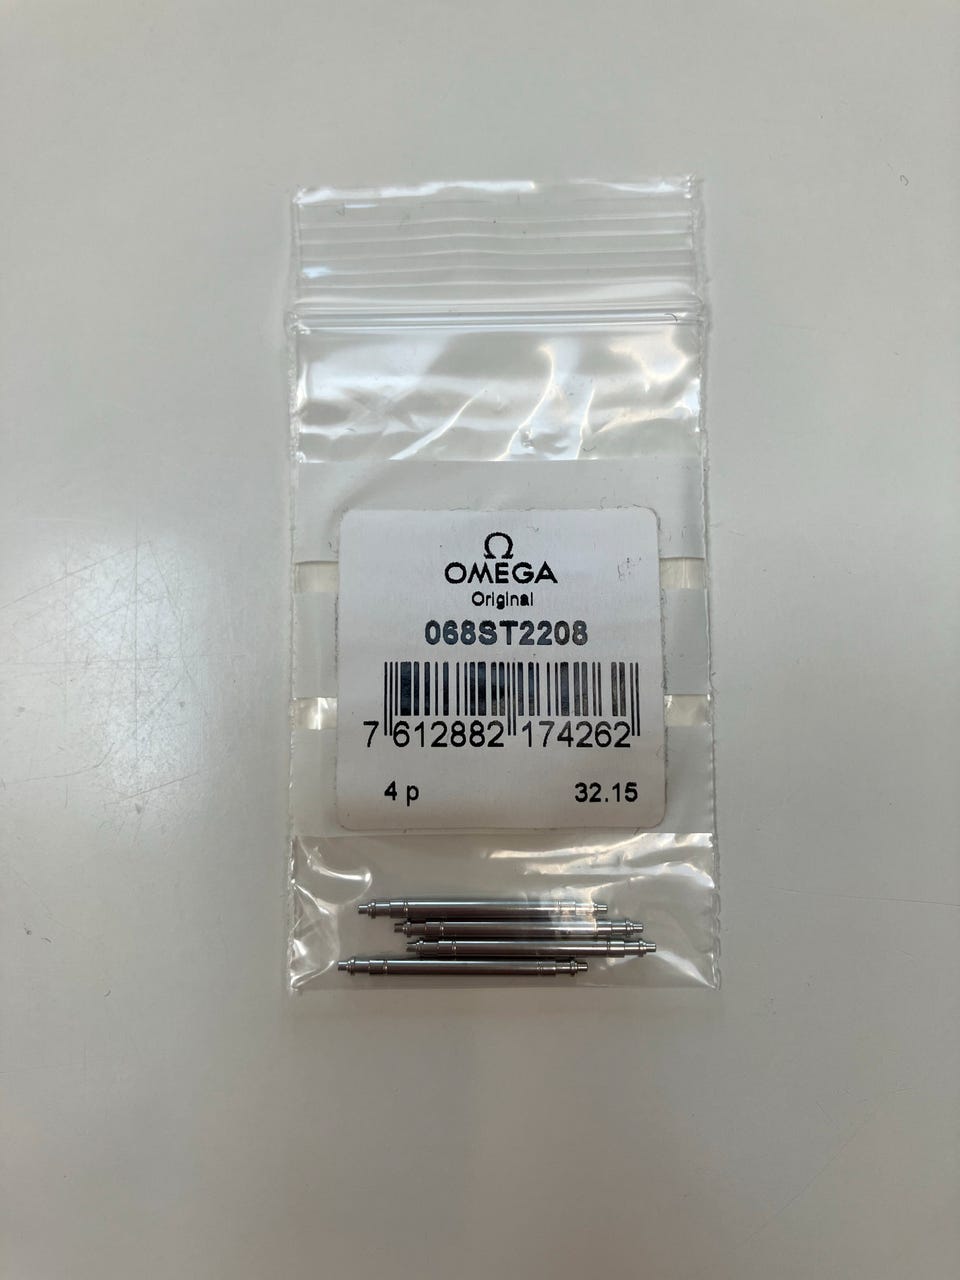 Ω
OMEGA
Original
068ST2208
7 612882 174262
4 p 32.15